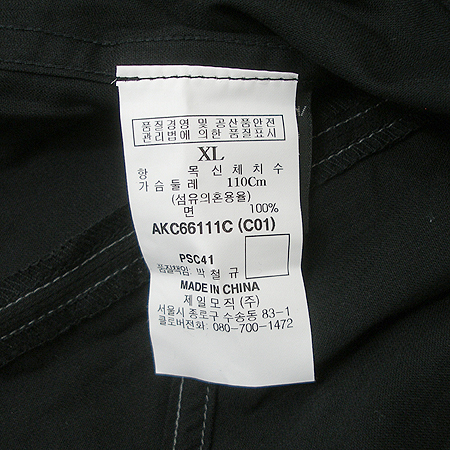 품질경영 및 공산품안전
관리법에 의한 품질표시
XL
항 목 신 체 치 수
가 슴 둘 레 110Cm
(섬유의혼용율)
면 100%
AKC66111C (C01)
PSC41
품질책임 박 철 규
MADE IN CHINA
제 일 모 직 (주)
서울시 종로구 수송동 83-1
클로버전화: 080-700-1472